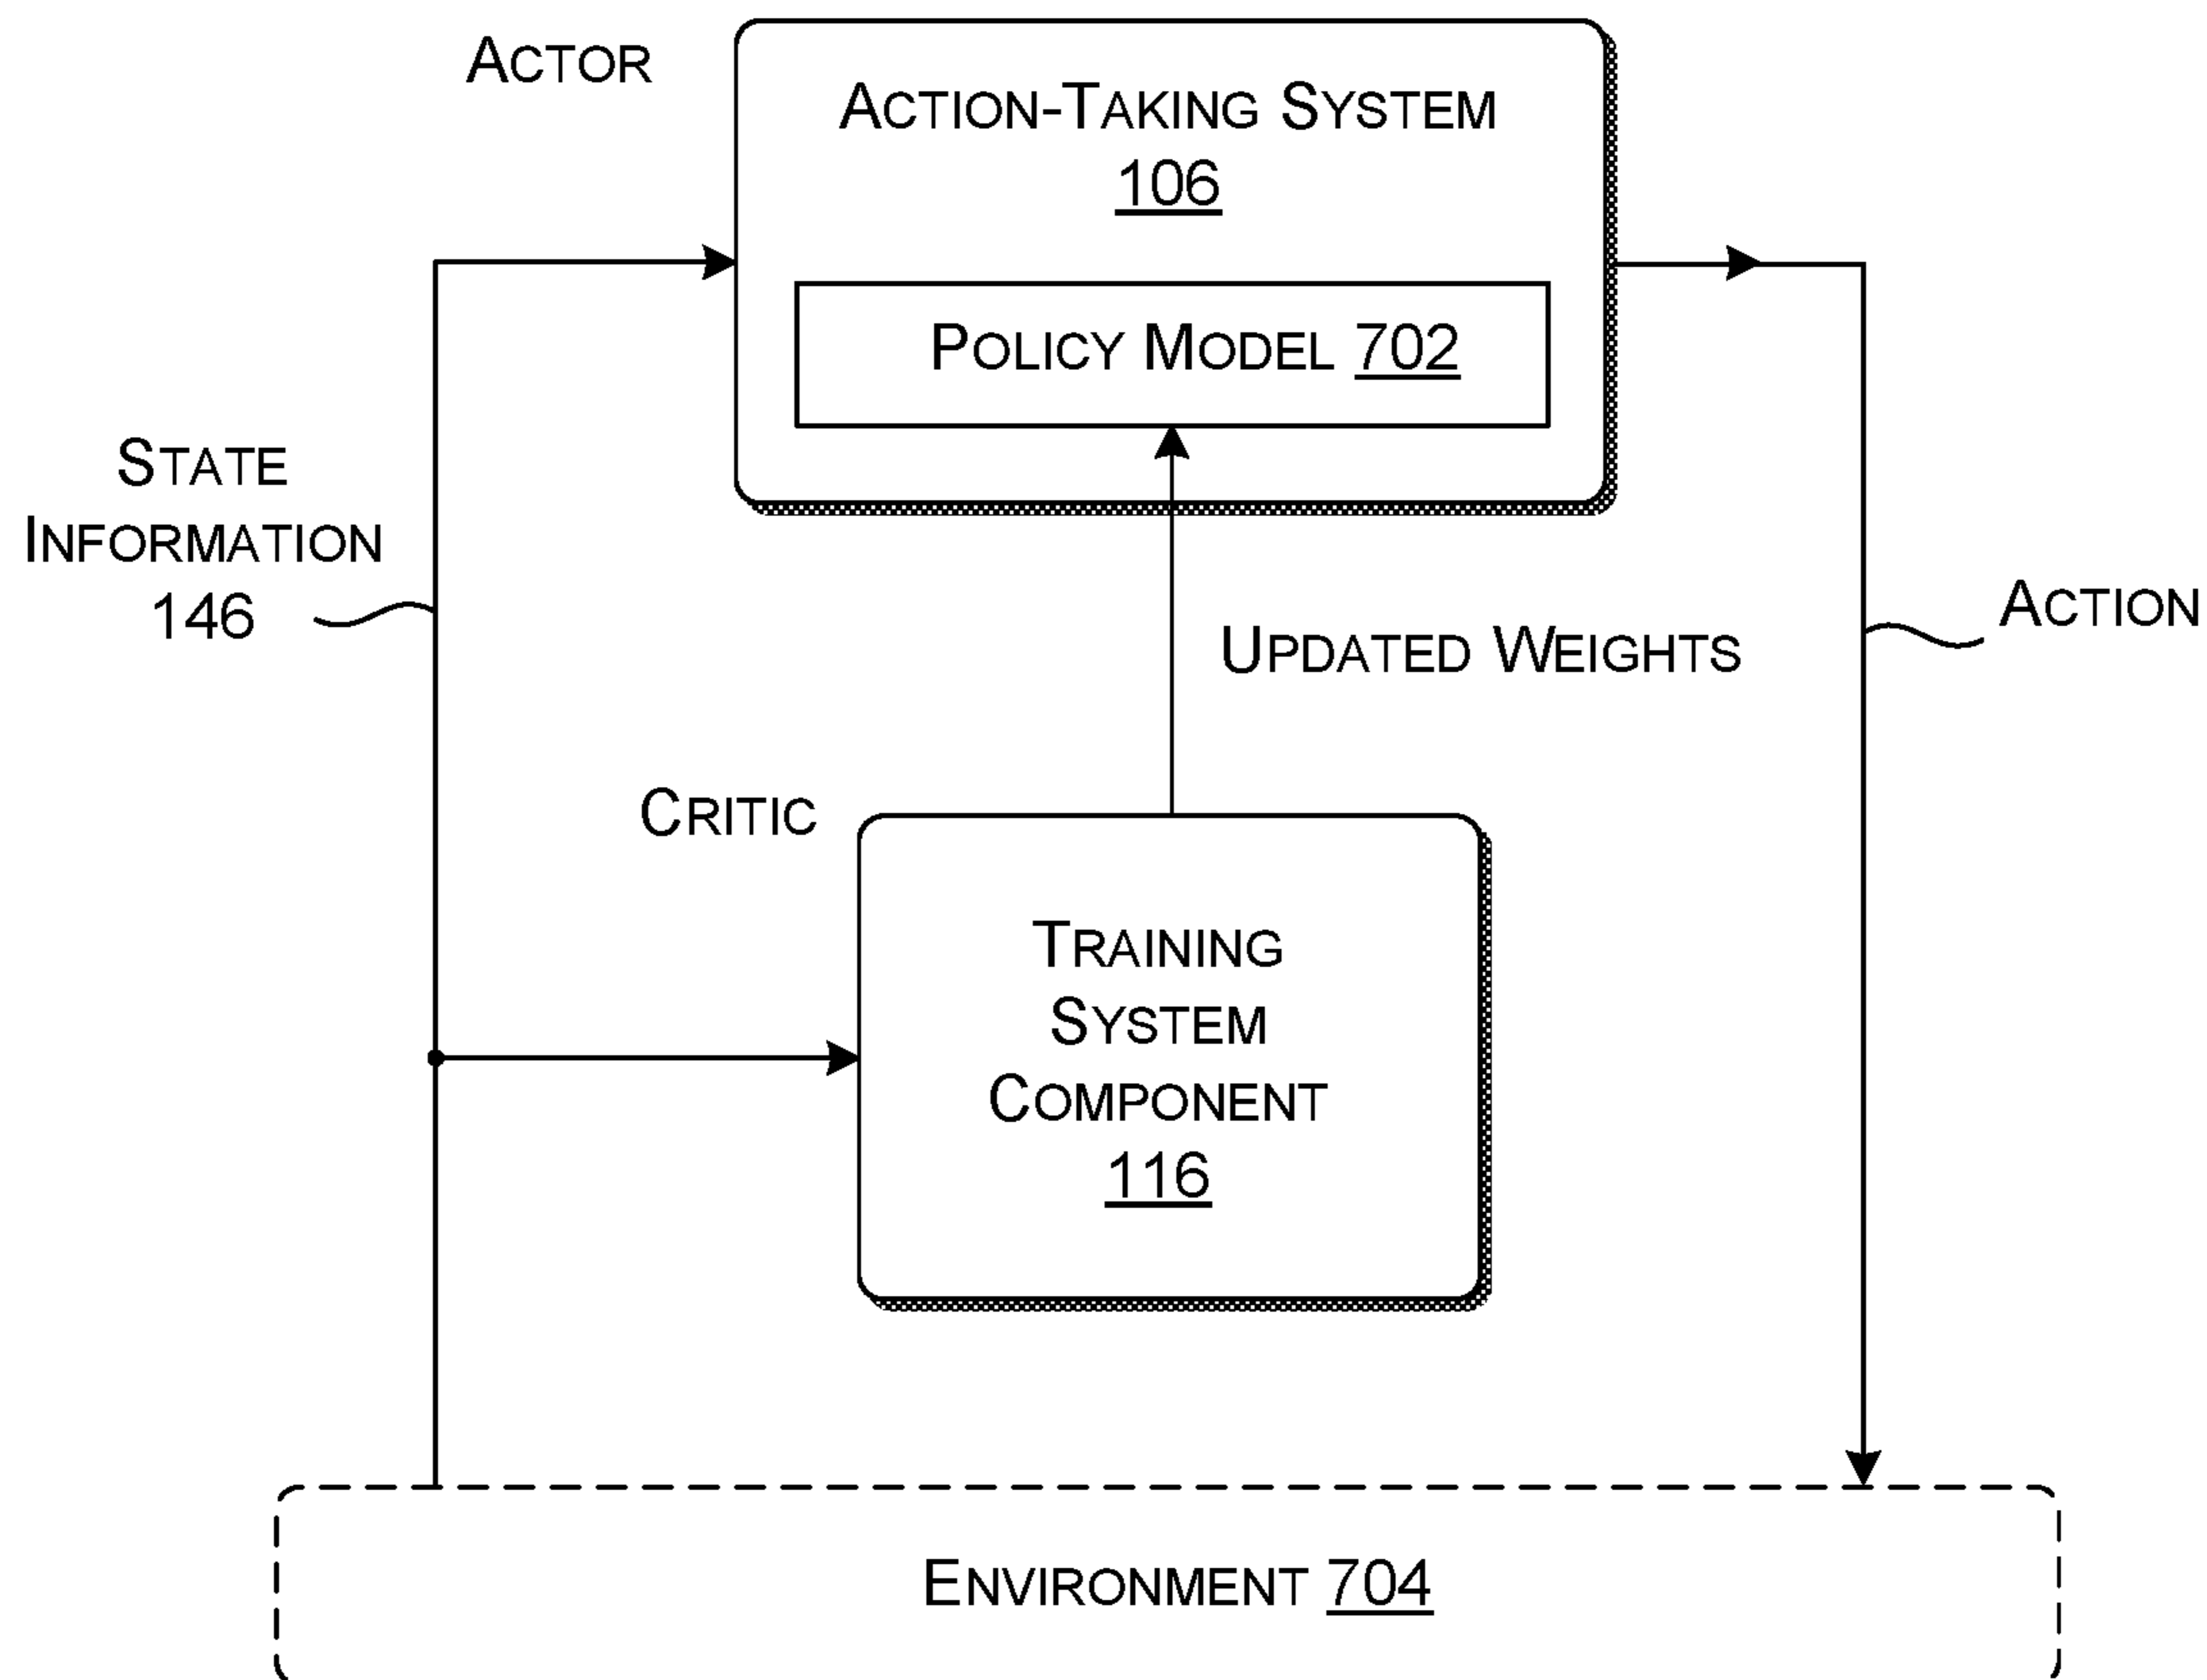 ACTOR
ACTION-TAKING SYSTEM
106
POLICY MODEL 702
STATE
INFORMATION
146
ACTION
UPDATED WEIGHTS
CRITIC
TRAINING
SYSTEM
COMPONENT
116
ENVIRONMENT 704